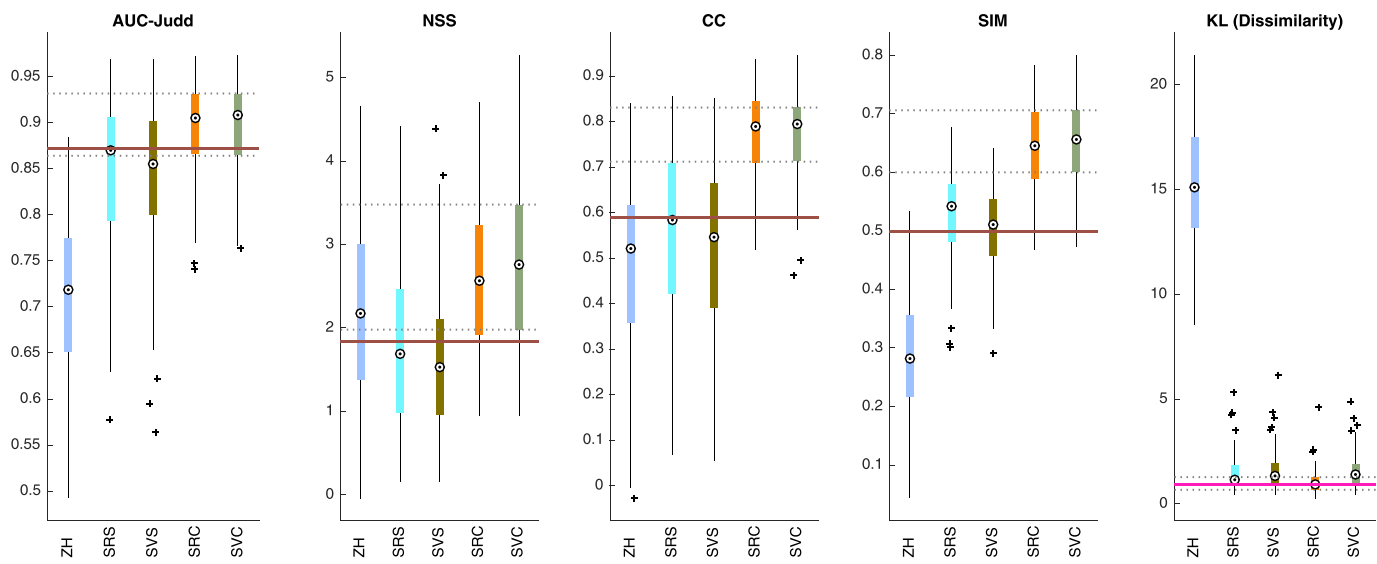 AUC-Judd
0.95
0.9
0.85
0.8
0.75
0.7
0.65
0.6
0.55
0.5
ZH
SRS
SVS
SRC
SVC
NSS
5
4
3
2
1
0
ZH
SRS
SVS
SRC
SVC
CC
0.9
0.8
0.7
0.6
0.5
0.4
0.3
0.2
0.1
0
ZH
SRS
SVS
SRC
SVC
SIM
0.8
0.7
0.6
0.5
0.4
0.3
0.2
0.1
ZH
SRS
SVS
SRC
SVC
KL (Dissimilarity)
20
15
10
5
0
ZH
SRS
SVS
SRC
SVC